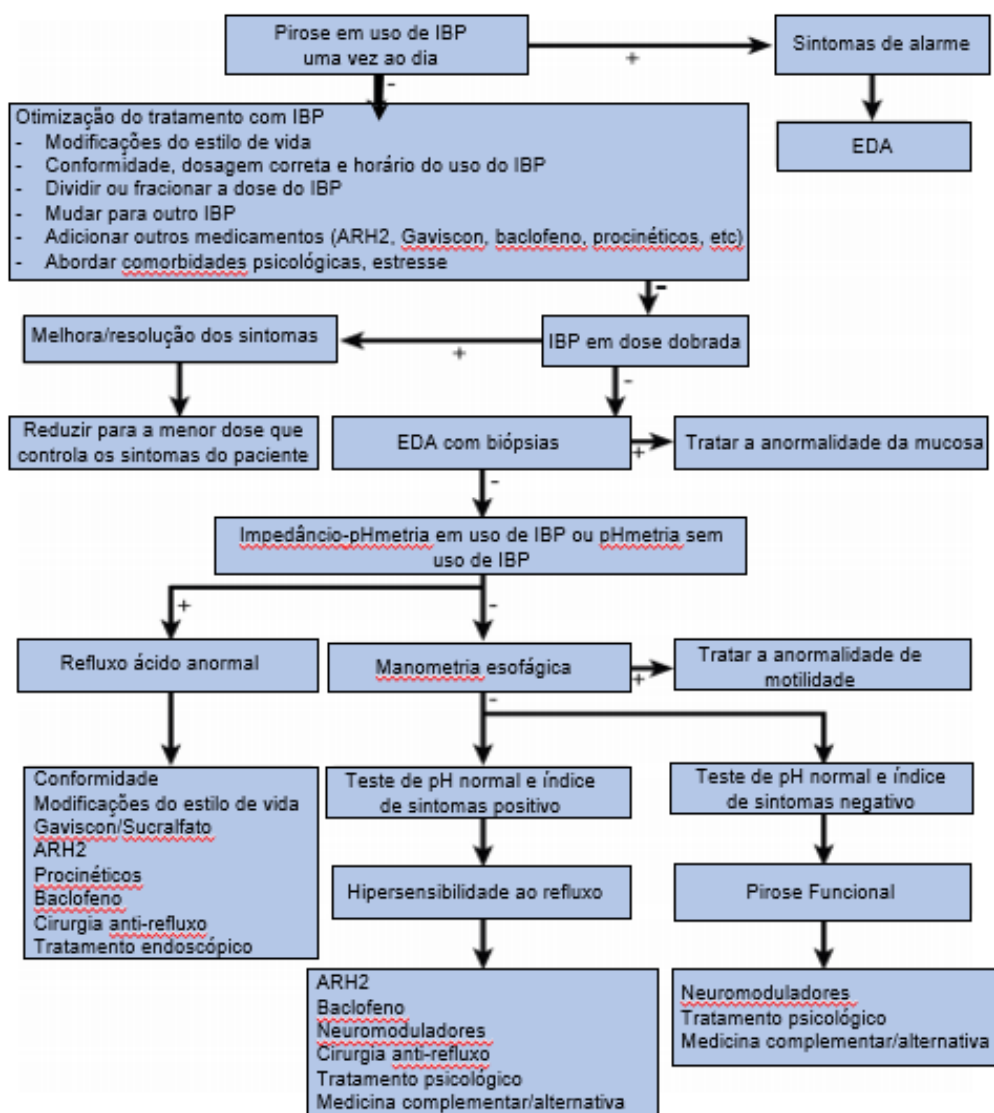 Pirose em uso de IBP
uma vez ao dia
+
Sintomas de alarme
-
EDA
Otimização do tratamento com IBP
- Modificações do estilo de vida
- Conformidade, dosagem correta e horário do uso do IBP
- Dividir ou fracionar a dose do IBP
- Mudar para outro IBP
- Adicionar outros medicamentos (ARH2, Gaviscon, baclofeno, procinéticos, etc)
- Abordar comorbidades psicológicas, estresse
-
Melhora/resolução dos sintomas
+
IBP em dose dobrada
-
Reduzir para a menor dose que
controla os sintomas do paciente
EDA com biópsias
+
Tratar a anormalidade da mucosa
-
Impedâncio-pHmetria em uso de IBP ou pHmetria sem
uso de IBP
+
-
Refluxo ácido anormal
Manometria esofágica
+
Tratar a anormalidade de
motilidade
-
Conformidade
Modificações do estilo de vida
Gaviscon/Sucralfato
ARH2
Procinéticos
Baclofeno
Cirurgia anti-refluxo
Tratamento endoscópico
Teste de pH normal e índice
de sintomas positivo
Teste de pH normal e índice
de sintomas negativo
Hipersensibilidade ao refluxo
Pirose Funcional
ARH2
Baclofeno
Neuromoduladores
Cirurgia anti-refluxo
Tratamento psicológico
Medicina complementar/alternativa
Neuromoduladores
Tratamento psicológico
Medicina complementar/alternativa